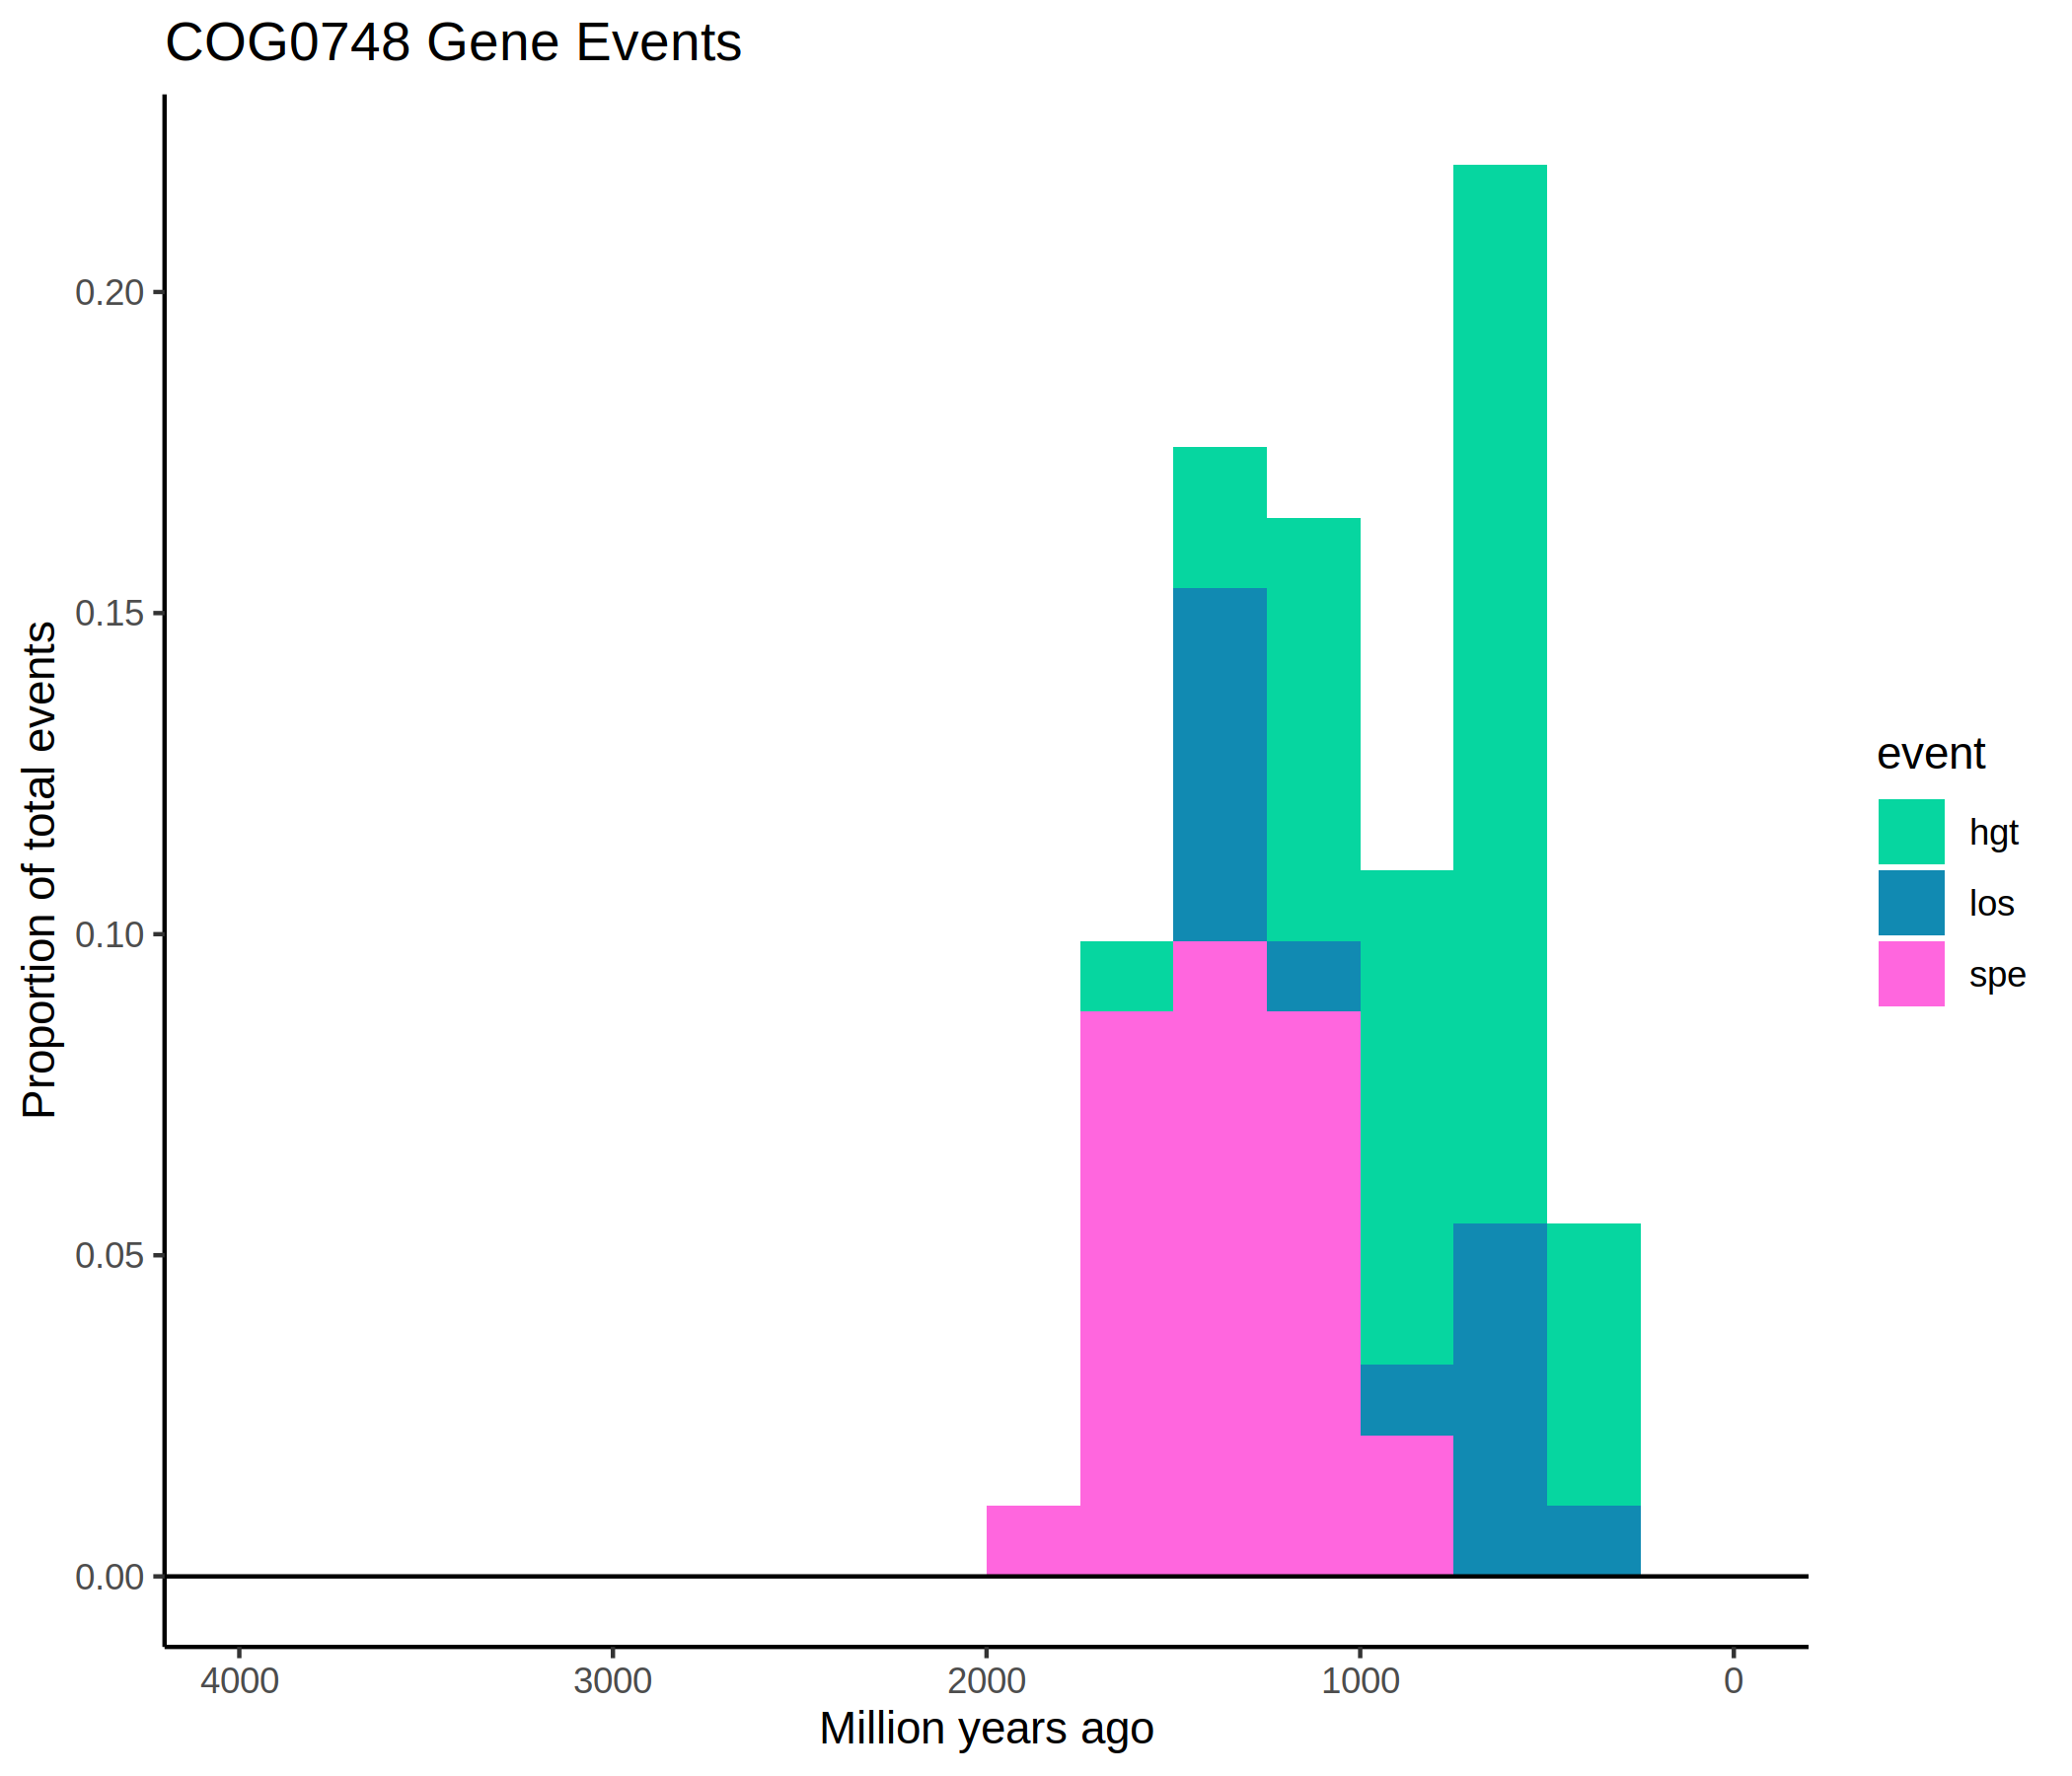 COG0748 Gene Events
Proportion of total events
0.20
0.15
0.10
0.05
0.00
4000 3000 2000 1000 0
Million years ago
event
hgt
los
spe